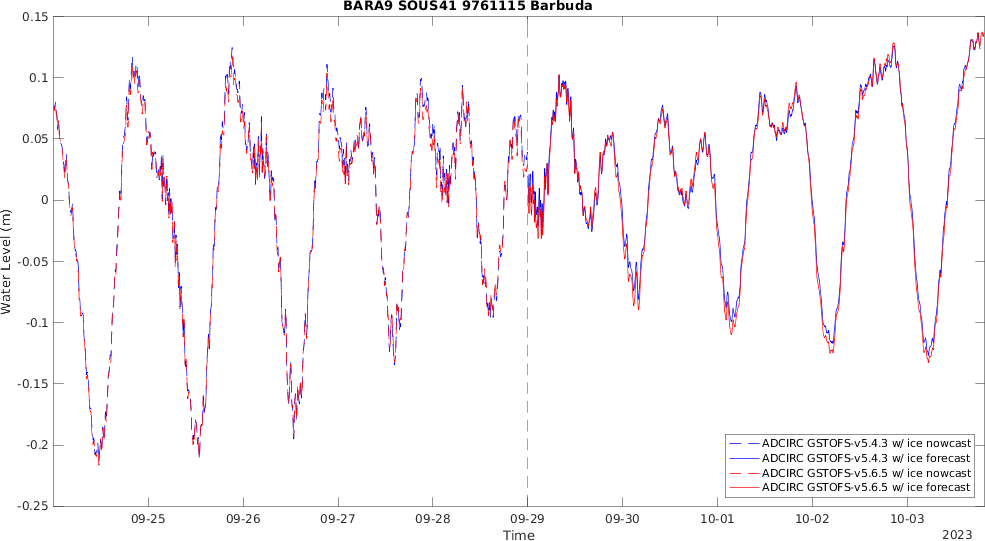 BARA9 SOUS41 9761115 Barbuda
0.15
0.1
0.05
0
-0.05
-0.1
-0.15
-0.2
-0.25
Water Level (m)
09-25
09-26
09-27
09-28
09-29
09-30
10-01
10-02
10-03
Time
2023
ADCIRC GSTOFS-v5.4.3 w/ ice nowcast
ADCIRC GSTOFS-v5.4.3 w/ ice forecast
ADCIRC GSTOFS-v5.6.5 w/ ice nowcast
ADCIRC GSTOFS-v5.6.5 w/ ice forecast